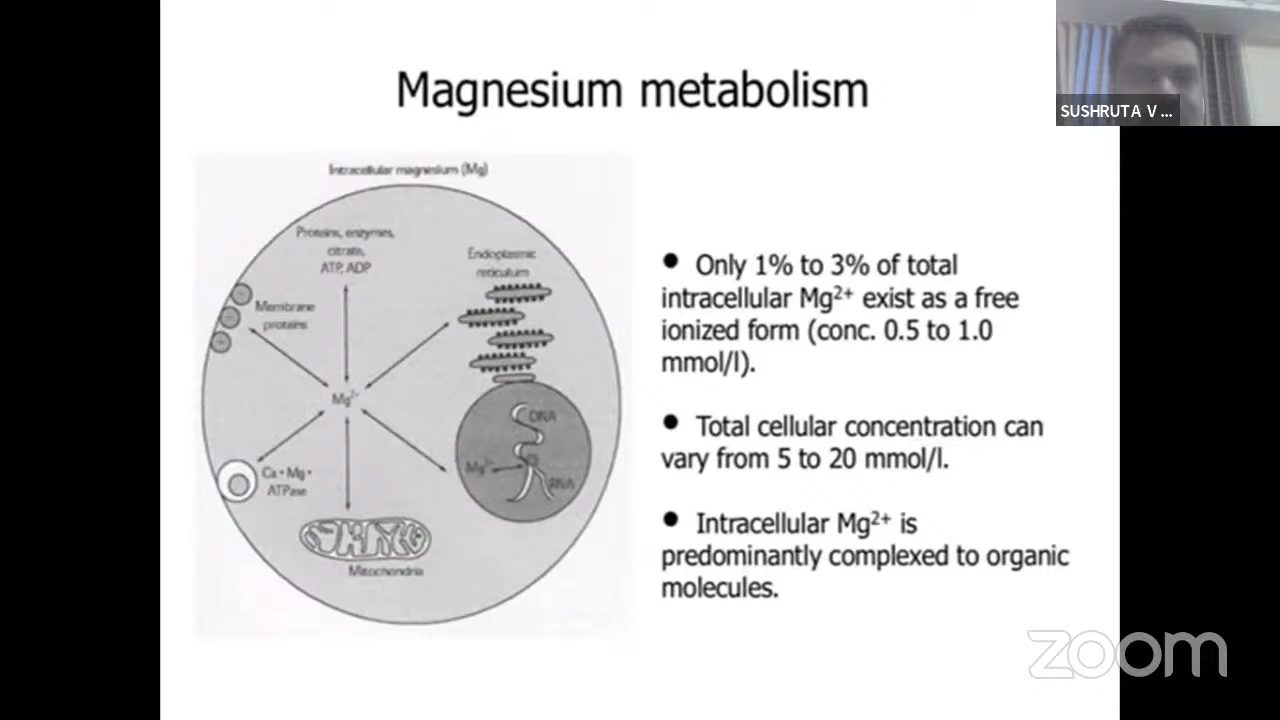 SUSHRUTA V ...
Magnesium metabolism
Intracellular magnesium (Mg)
Proteins, enzymes,
citrate,
ATP, ADP
Endoplasmic
reticulum
Membrane
proteins
Mg²⁺
DNA
Mg²⁺
RNA
Ca • Mg •
ATPase
Mitochondria
• Only 1% to 3% of total
intracellular Mg²⁺ exist as a free
ionized form (conc. 0.5 to 1.0
mmol/l).
• Total cellular concentration can
vary from 5 to 20 mmol/l.
• Intracellular Mg²⁺ is
predominantly complexed to organic
molecules.
zoom